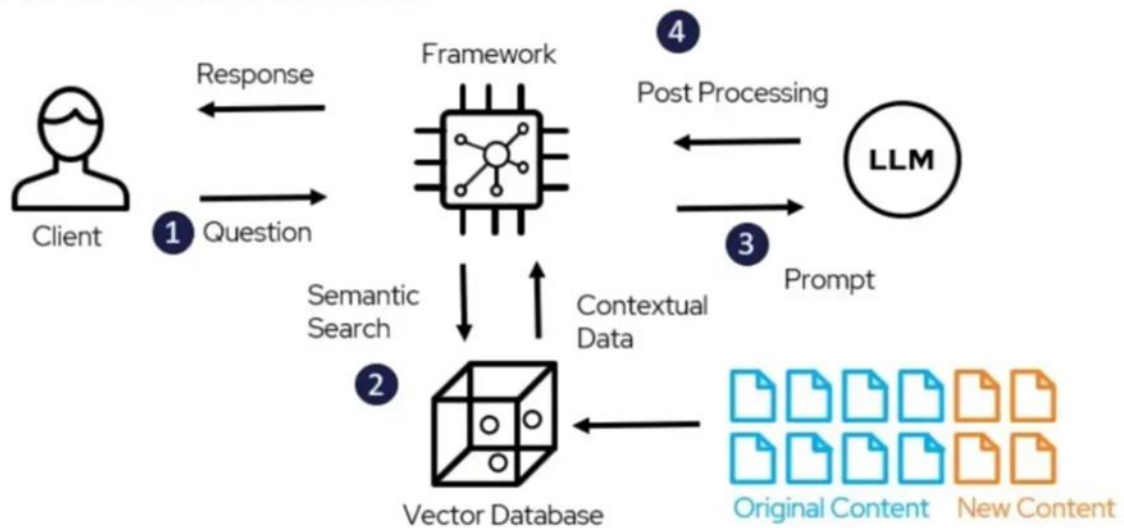 4
Framework
Response
Post Processing
LLM
Client
1 Question
3
Prompt
Semantic
Search
Contextual
Data
2
Original Content New Content
Vector Database